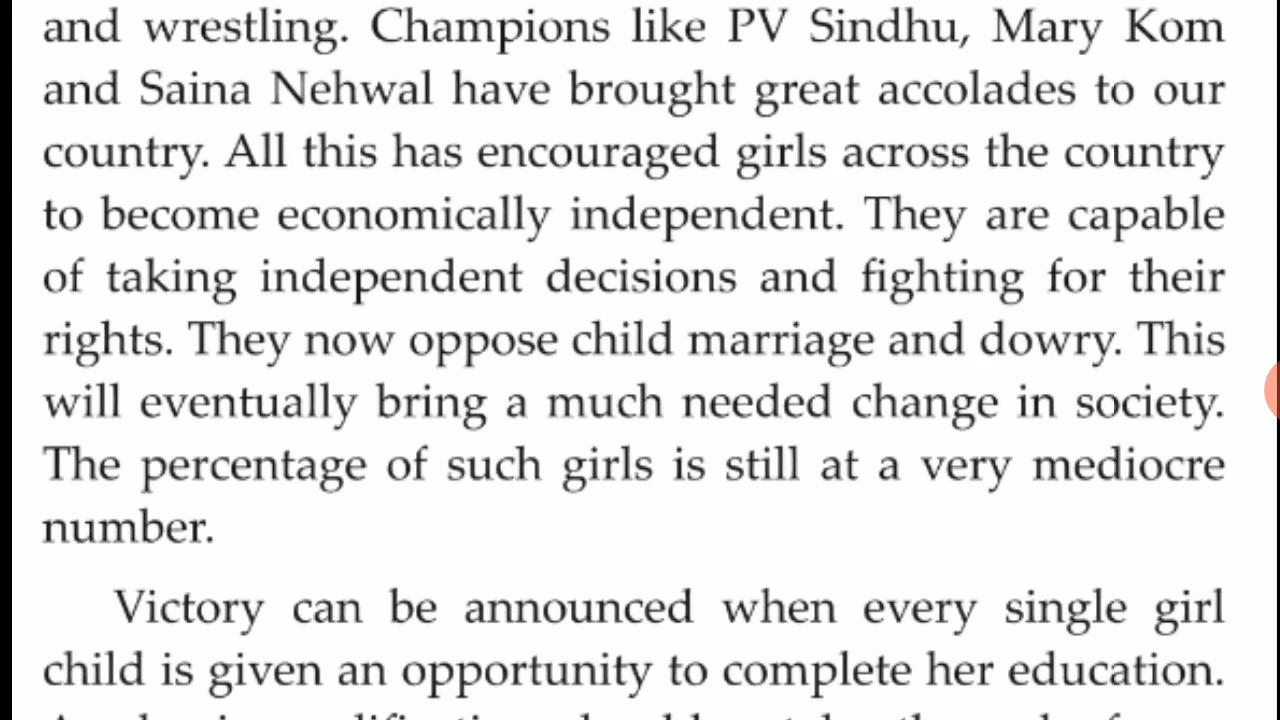 and wrestling. Champions like PV Sindhu, Mary Kom
and Saina Nehwal have brought great accolades to our
country. All this has encouraged girls across the country
to become economically independent. They are capable
of taking independent decisions and fighting for their
rights. They now oppose child marriage and dowry. This
will eventually bring a much needed change in society.
The percentage of such girls is still at a very mediocre
number.
Victory can be announced when every single girl
child is given an opportunity to complete her education.